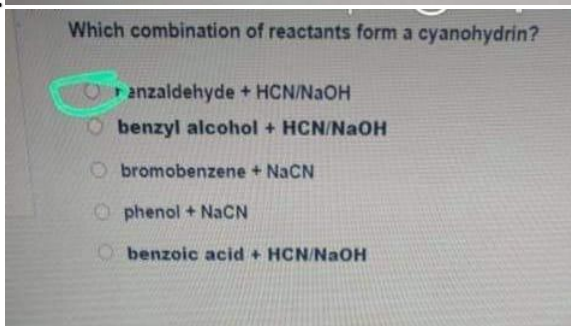 Which combination of reactants form a cyanohydrin?
+ HCN/NaOH
benzyl alcohol + HCN/NaOH
bromobenzene + NaCN
phenol + NaCN
benzoic acid + HCN/NaOH